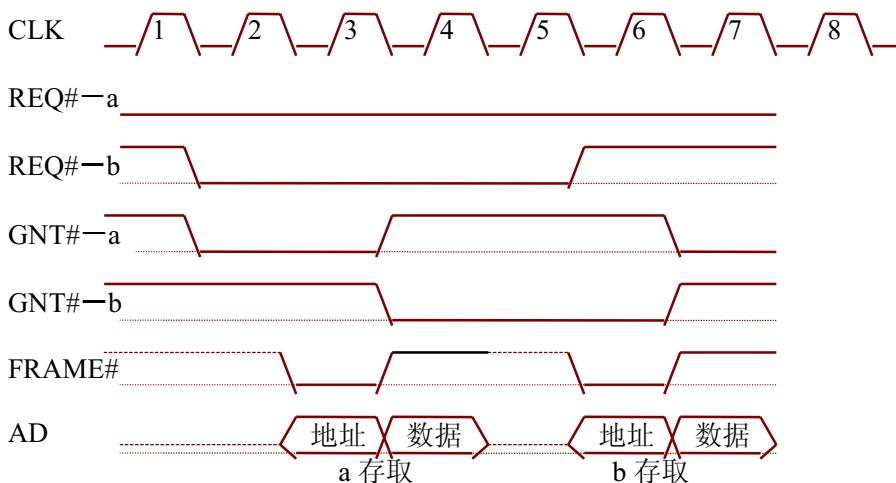 CLK 1 2 3 4 5 6 7 8
REQ#－a
REQ#－b
GNT#－a
GNT#－b
FRAME#
AD 地址 数据 地址 数据
a 存取 b 存取